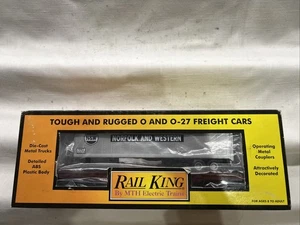 TOUGH AND RUGGED O AND O-27 FREIGHT CARS
Die-Cast
Metal Trucks
Detailed
ABS
Plastic Body
NORFOLK AND WESTERN
Operating
Metal
Couplers
Attractively
Decorated
RAIL KING
By MTH Electric Trains